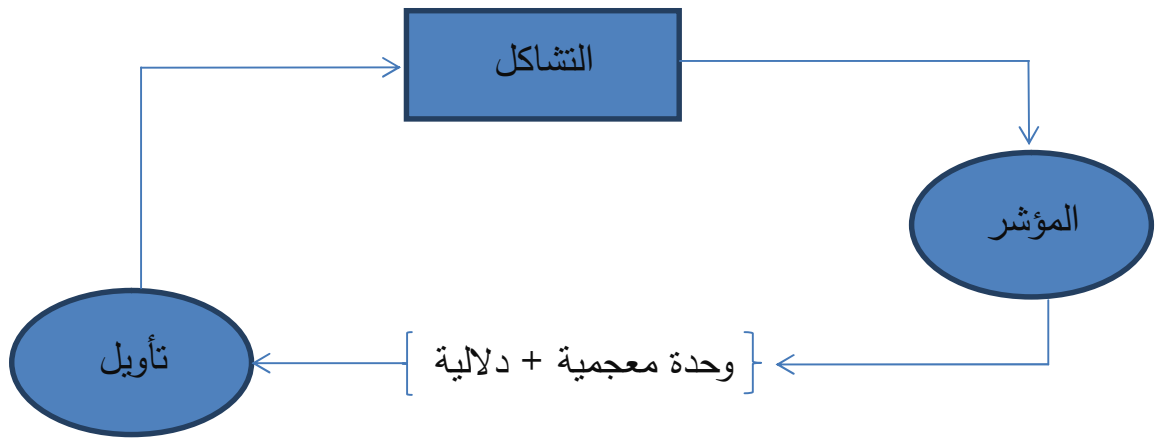 التشاكل
المؤشر
وحدة معجمية + دلالية
تأويل